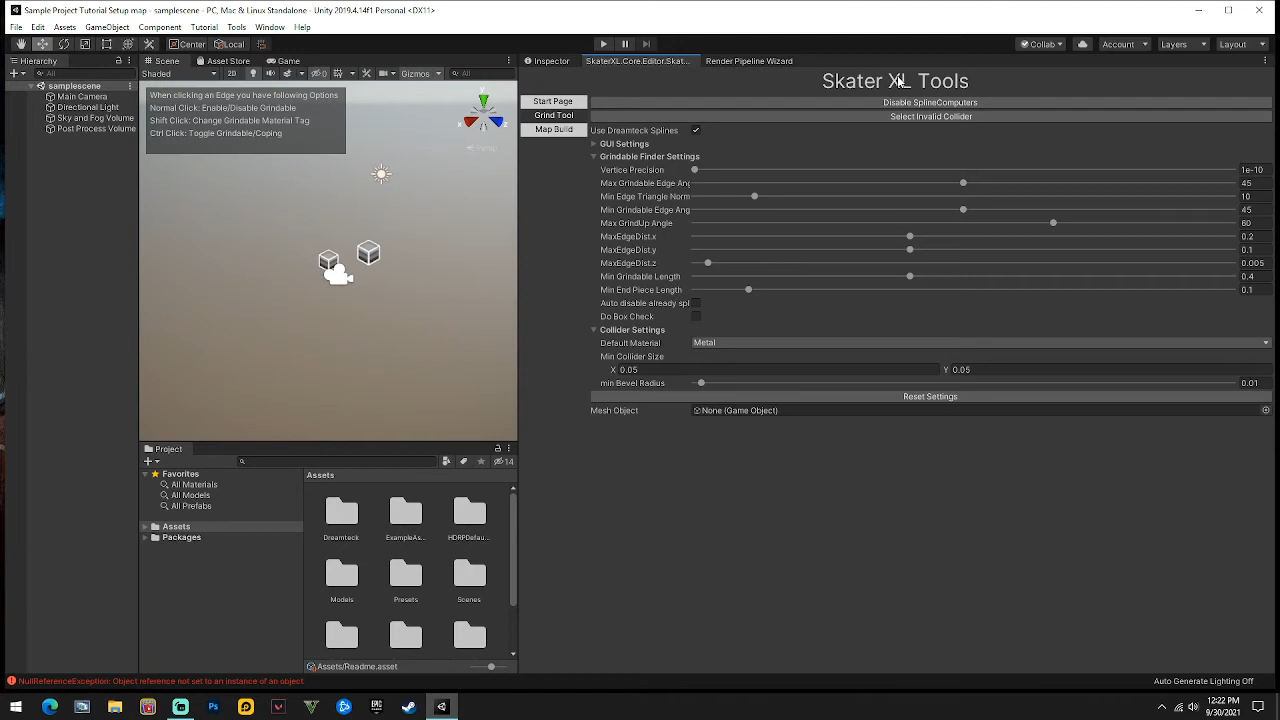 Sample Project Tutorial Setup map - samplescene - PC, Mac & Linux Standalone - Unity 2019.4.14f1 Personal <DX11>
File Edit Assets GameObject Component Tutorial Tools Window Help
Center Local Collab Account Layers Layout
Hierarchy Scene Asset Store Game Inspector SkaterXL.Core.Editor.Skat... Render Pipeline Wizard
All Shaded 2D 0 Gizmos All
samplescene
Main Camera
Directional Light
Sky and Fog Volume
Post Process Volume
When clicking an Edge you have following Options
Normal Click: Enable/Disable Grindable
Shift Click: Change Grindable Material Tag
Ctrl Click: Toggle Grindable/Coping
y
x z
Persp
Skater XL Tools
Start Page
Grind Tool
Map Build
Disable SplineComputers
Select Invalid Collider
Use Dreamteck Splines
GUI Settings
Grindable Finder Settings
Vertice Precision 1e-10
Max Grindable Edge Ang 45
Min Edge Triangle Norm 10
Min Grindable Edge Ang 45
Max GrindUp Angle 60
MaxEdgeDist.x 0.2
MaxEdgeDist.y 0.1
MaxEdgeDist.z 0.005
Min Grindable Length 0.4
Min End Piece Length 0.1
Auto disable already spl
Do Box Check
Collider Settings
Default Material Metal
Min Collider Size
X 0.05 Y 0.05
min Bevel Radius 0.01
Reset Settings
Mesh Object None (Game Object)
Project
14
Favorites
All Materials
All Models
All Prefabs
Assets
Packages
Assets
Dreamteck ExampleAs... HDRPDefau...
Models Presets Scenes
Assets/Readme.asset
NullReferenceException: Object reference not set to an instance of an object
Auto Generate Lighting Off
Ps EPIC GAMES
12:22 PM
9/30/2021